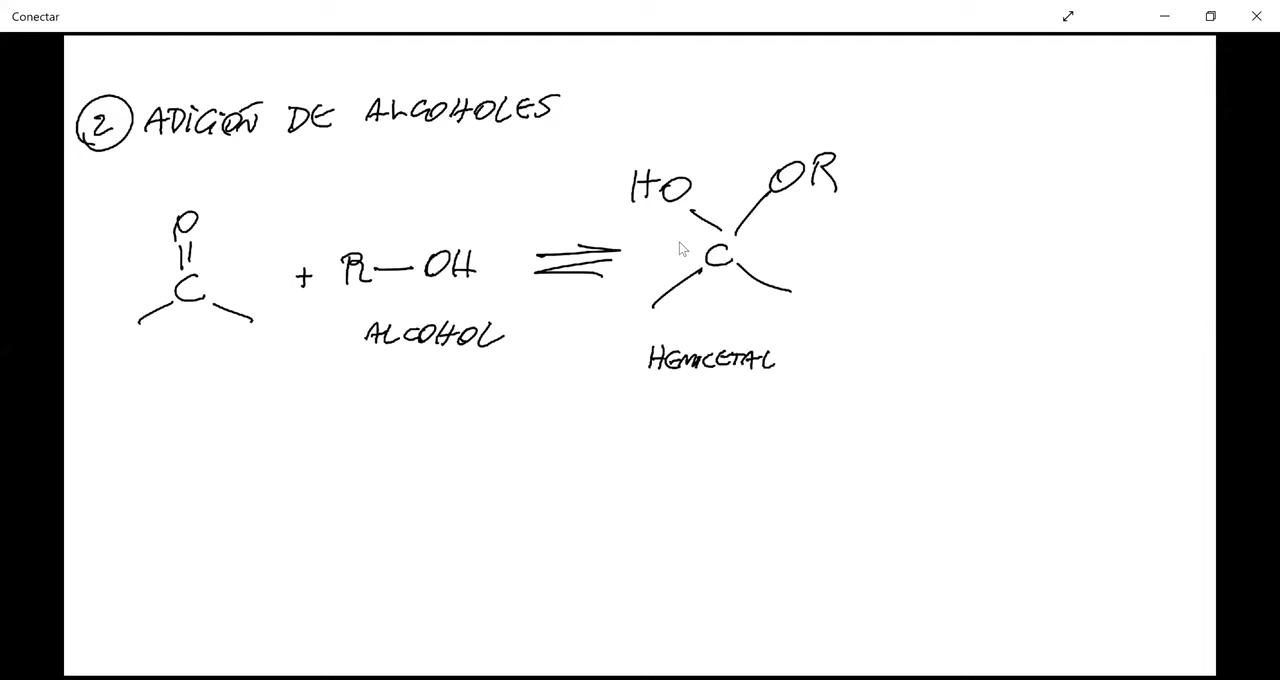 Conectar
2 ADICIÓN DE ALCOHOLES
O
HO OR
C + R—OH ⇌ C
ALCOHOL
HEMICETAL